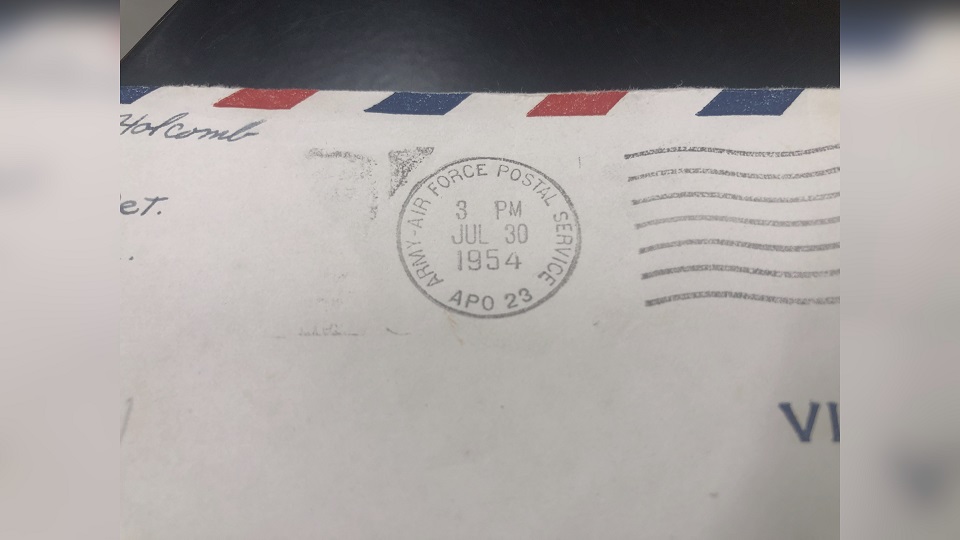 Holcomb
et.
ARMY-AIR FORCE POSTAL SERVICE
3 PM
JUL 30
1954
APO 23
VI